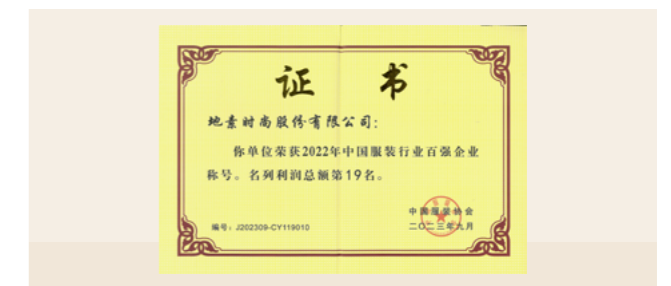 证 书
地素时尚股份有限公司:
你单位荣获2022年中国服装行业百强企业
称号。名列利润总额第19名。
中国服装协会
编号: J202309-CY119010
二〇二三年九月